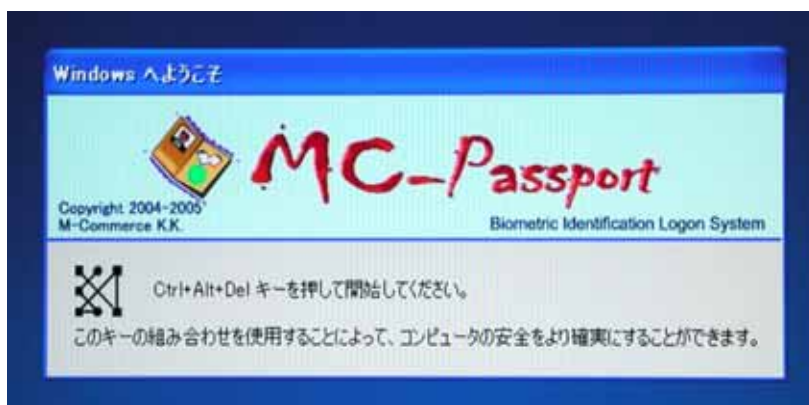 Windows へようこそ
MC-Passport
Copyright 2004-2005
M-Commerce K.K.
Biometric Identification Logon System
Ctrl+Alt+Del キーを押して開始してください。
このキーの組み合わせを使用することによって、コンピュータの安全をより確実にすることができます。